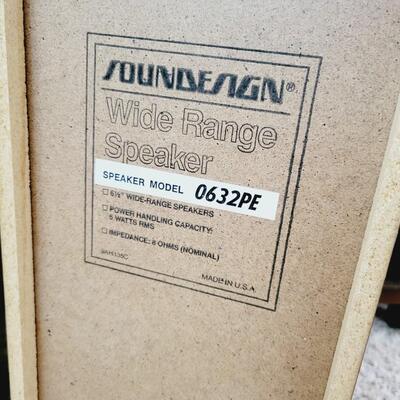 SOUNDESIGN®
Wide Range
Speaker
SPEAKER MODEL 0632PE
☐ 6½" WIDE-RANGE SPEAKERS
☐ POWER HANDLING CAPACITY:
5 WATTS RMS
☐ IMPEDANCE: 8 OHMS (NOMINAL)
MADE IN U.S.A.